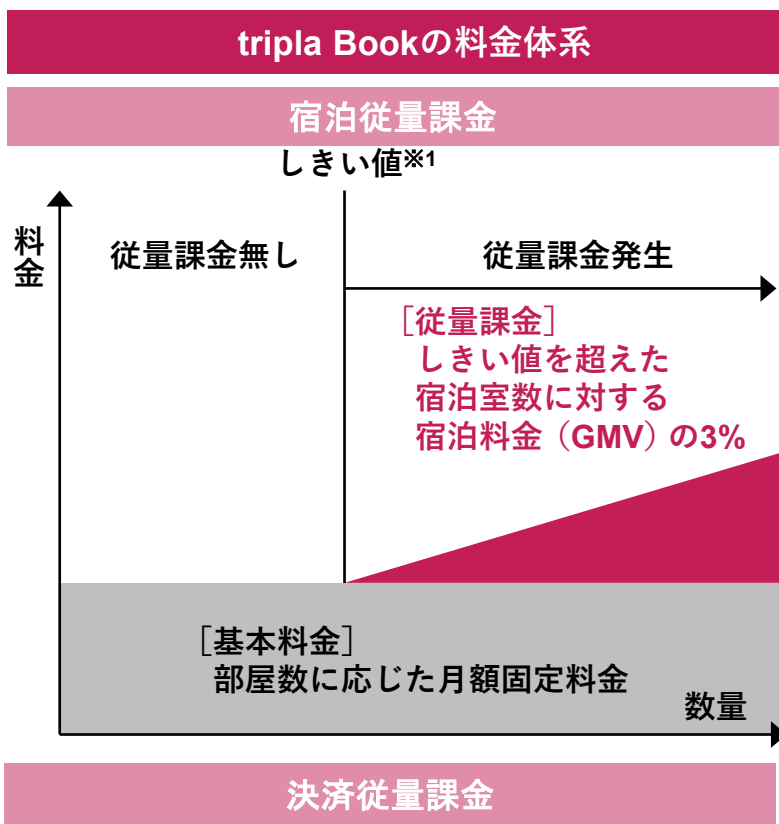 tripla Bookの料金体系
宿泊従量課金
しきい値※1
料金
従量課金無し
従量課金発生
［従量課金］
しきい値を超えた
宿泊室数に対する
宿泊料金（GMV）の3%
［基本料金］
部屋数に応じた月額固定料金
数量
決済従量課金